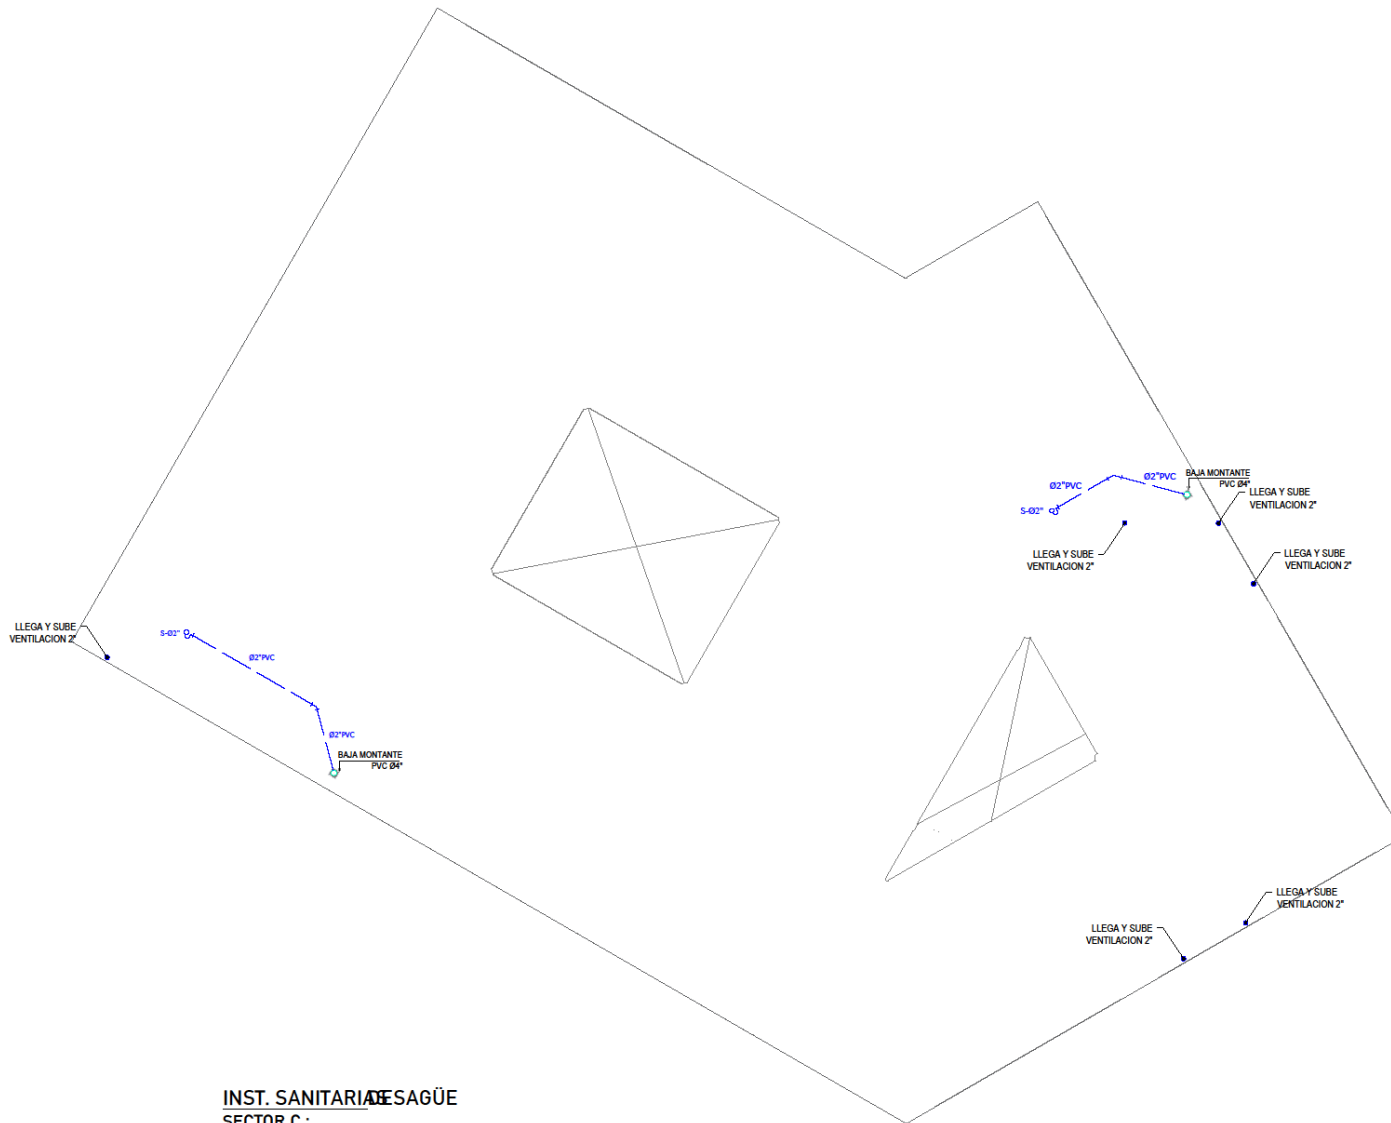 Ø2"PVC
Ø2"PVC
BAJA MONTANTE
PVC Ø4"
S-Ø2"
LLEGA Y SUBE
VENTILACION 2"
LLEGA Y SUBE
VENTILACION 2"
LLEGA Y SUBE
VENTILACION 2"
LLEGA Y SUBE
VENTILACION 2"
S-Ø2"
Ø2"PVC
Ø2"PVC
BAJA MONTANTE
PVC Ø4"
LLEGA Y SUBE
VENTILACION 2"
LLEGA Y SUBE
VENTILACION 2"
INST. SANITARIAS DESAGÜE
SECTOR C :